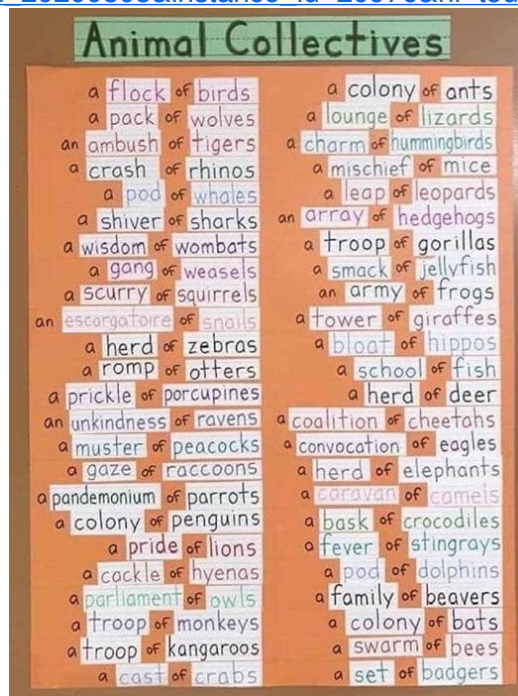 Animal Collectives
a flock of birds
a pack of wolves
an ambush of tigers
a crash of rhinos
a pod of whales
a shiver of sharks
a wisdom of wombats
a gang of weasels
a scurry of squirrels
an escargatoire of snails
a herd of zebras
a romp of otters
a prickle of porcupines
an unkindness of ravens
a muster of peacocks
a gaze of raccoons
a pandemonium of parrots
a colony of penguins
a pride of lions
a cackle of hyenas
a parliament of owls
a troop of monkeys
a troop of kangaroos
a cast of crabs
a colony of ants
a lounge of lizards
a charm of hummingbirds
a mischief of mice
a leap of leopards
an array of hedgehogs
a troop of gorillas
a smack of jellyfish
an army of frogs
a tower of giraffes
a bloat of hippos
a school of fish
a herd of deer
a coalition of cheetahs
a convocation of eagles
a herd of elephants
a caravan of camels
a bask of crocodiles
a fever of stingrays
a pod of dolphins
a family of beavers
a colony of bats
a swarm of bees
a set of badgers